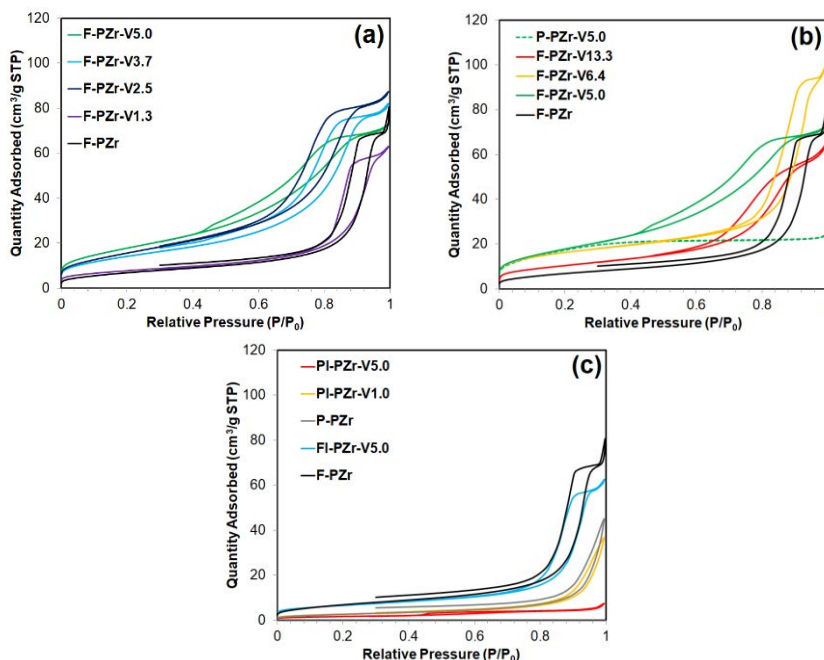 (a)
F-PZr-V5.0
F-PZr-V3.7
F-PZr-V2.5
F-PZr-V1.3
F-PZr
Quantity Adsorbed (cm³/g STP)
120
100
80
60
40
20
0
0 0.2 0.4 0.6 0.8 1
Relative Pressure (P/P₀)
(b)
P-PZr-V5.0
F-PZr-V13.3
F-PZr-V6.4
F-PZr-V5.0
F-PZr
Quantity Adsorbed (cm³/g STP)
120
100
80
60
40
20
0
0 0.2 0.4 0.6 0.8
Relative Pressure (P/P₀)
(c)
PI-PZr-V5.0
PI-PZr-V1.0
P-PZr
FI-PZr-V5.0
F-PZr
Quantity Adsorbed (cm³/g STP)
120
100
80
60
40
20
0
0 0.2 0.4 0.6 0.8 1
Relative Pressure (P/P₀)